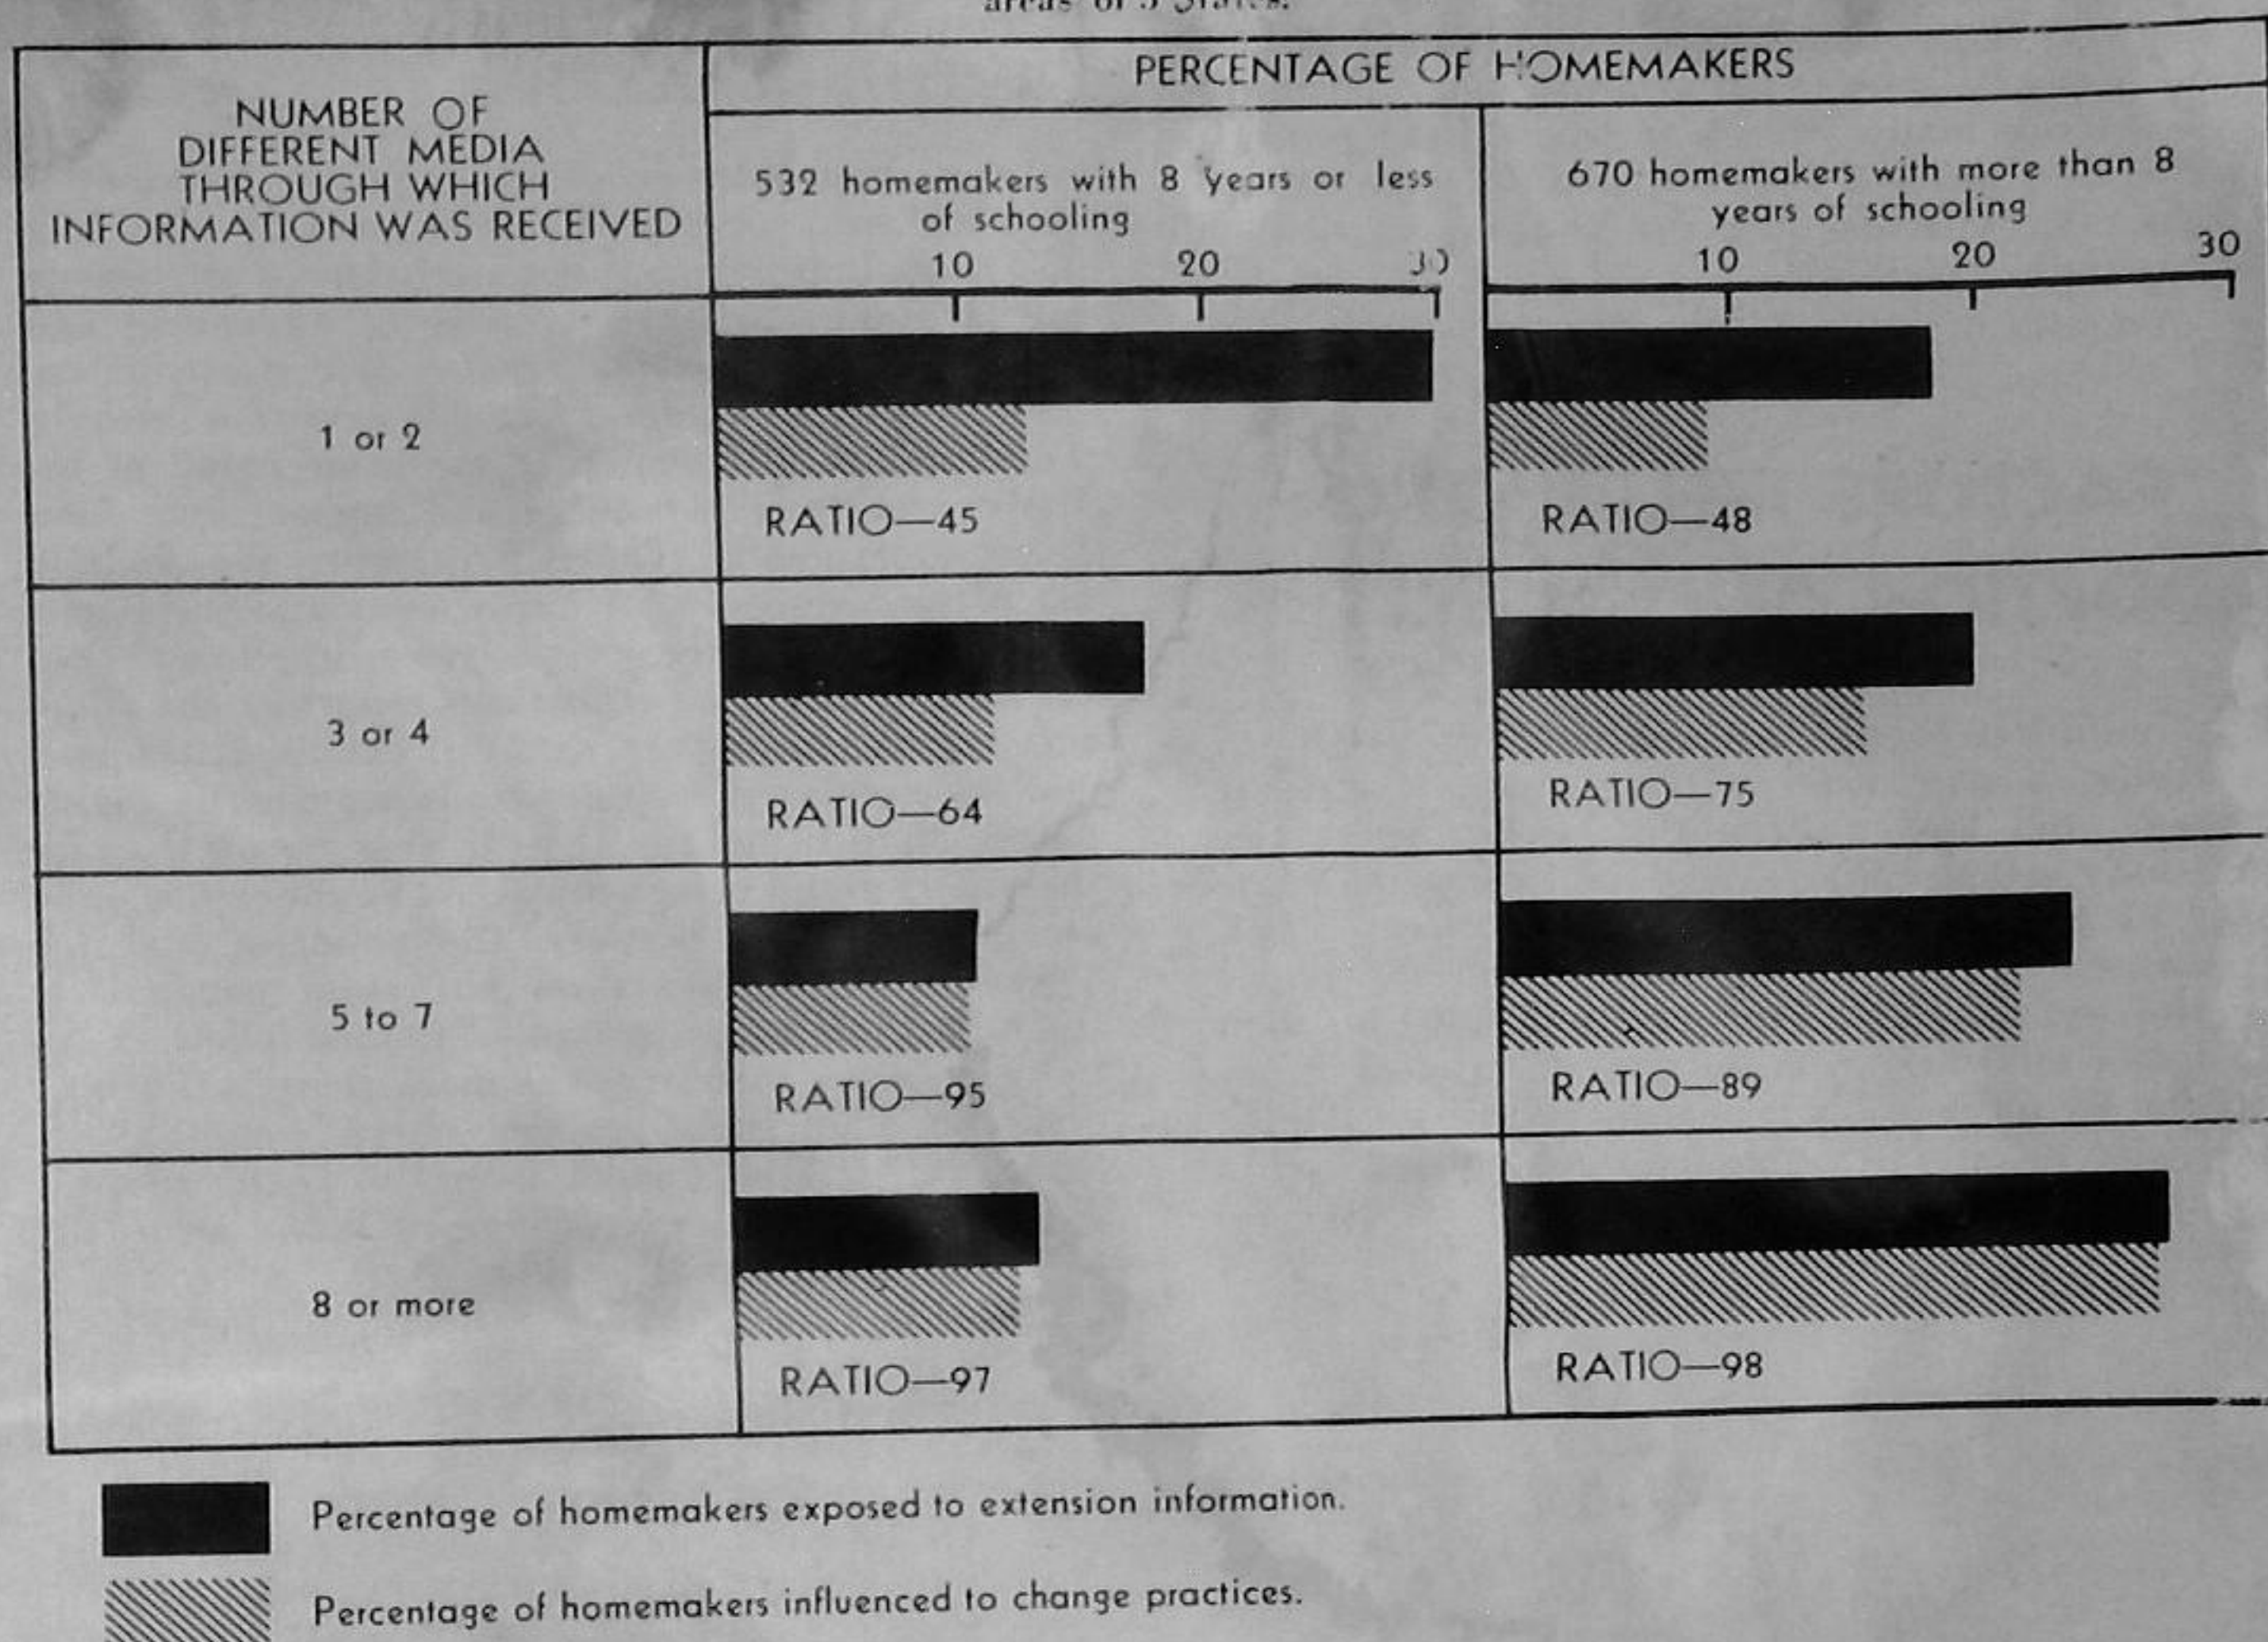 PERCENTAGE OF HOMEMAKERS
NUMBER OF
DIFFERENT MEDIA
THROUGH WHICH
INFORMATION WAS RECEIVED
532 homemakers with 8 years or less
of schooling
10 20 30
670 homemakers with more than 8
years of schooling
10 20 30
1 or 2
RATIO—45
RATIO—48
3 or 4
RATIO—64
RATIO—75
5 to 7
RATIO—95
RATIO—89
8 or more
RATIO—97
RATIO—98
Percentage of homemakers exposed to extension information.
Percentage of homemakers influenced to change practices.